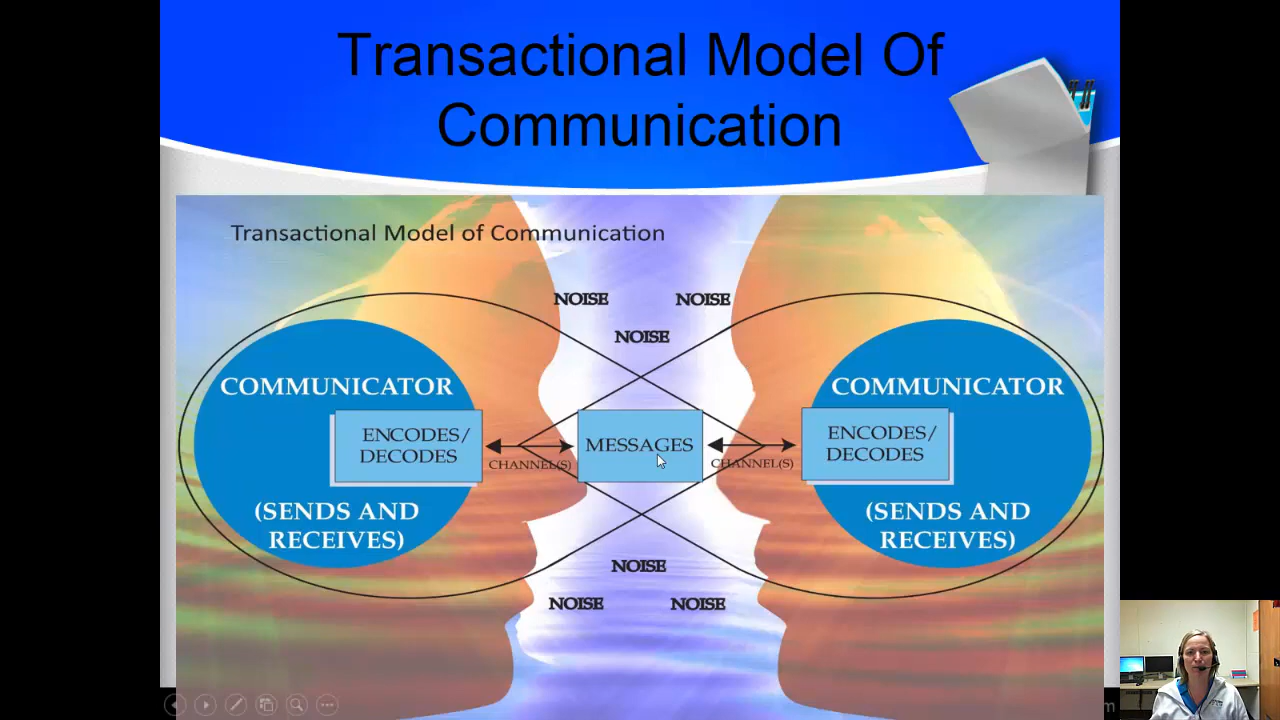 Transactional Model Of
Communication
Transactional Model of Communication
NOISE NOISE
NOISE
COMMUNICATOR
ENCODES/
DECODES
(SENDS AND
RECEIVES)
CHANNEL(S)
MESSAGES
CHANNEL(S)
COMMUNICATOR
ENCODES/
DECODES
(SENDS AND
RECEIVES)
NOISE
NOISE NOISE